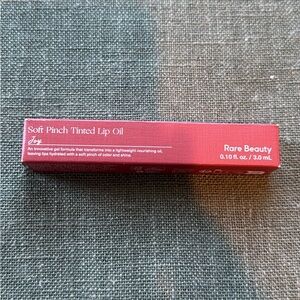 Soft Pinch Tinted Lip Oil
Joy
An innovative gel formula that transforms into a lightweight nourishing oil,
leaving lips hydrated with a soft pinch of color and shine.
Rare Beauty
0.10 fl. oz. / 3.0 mL